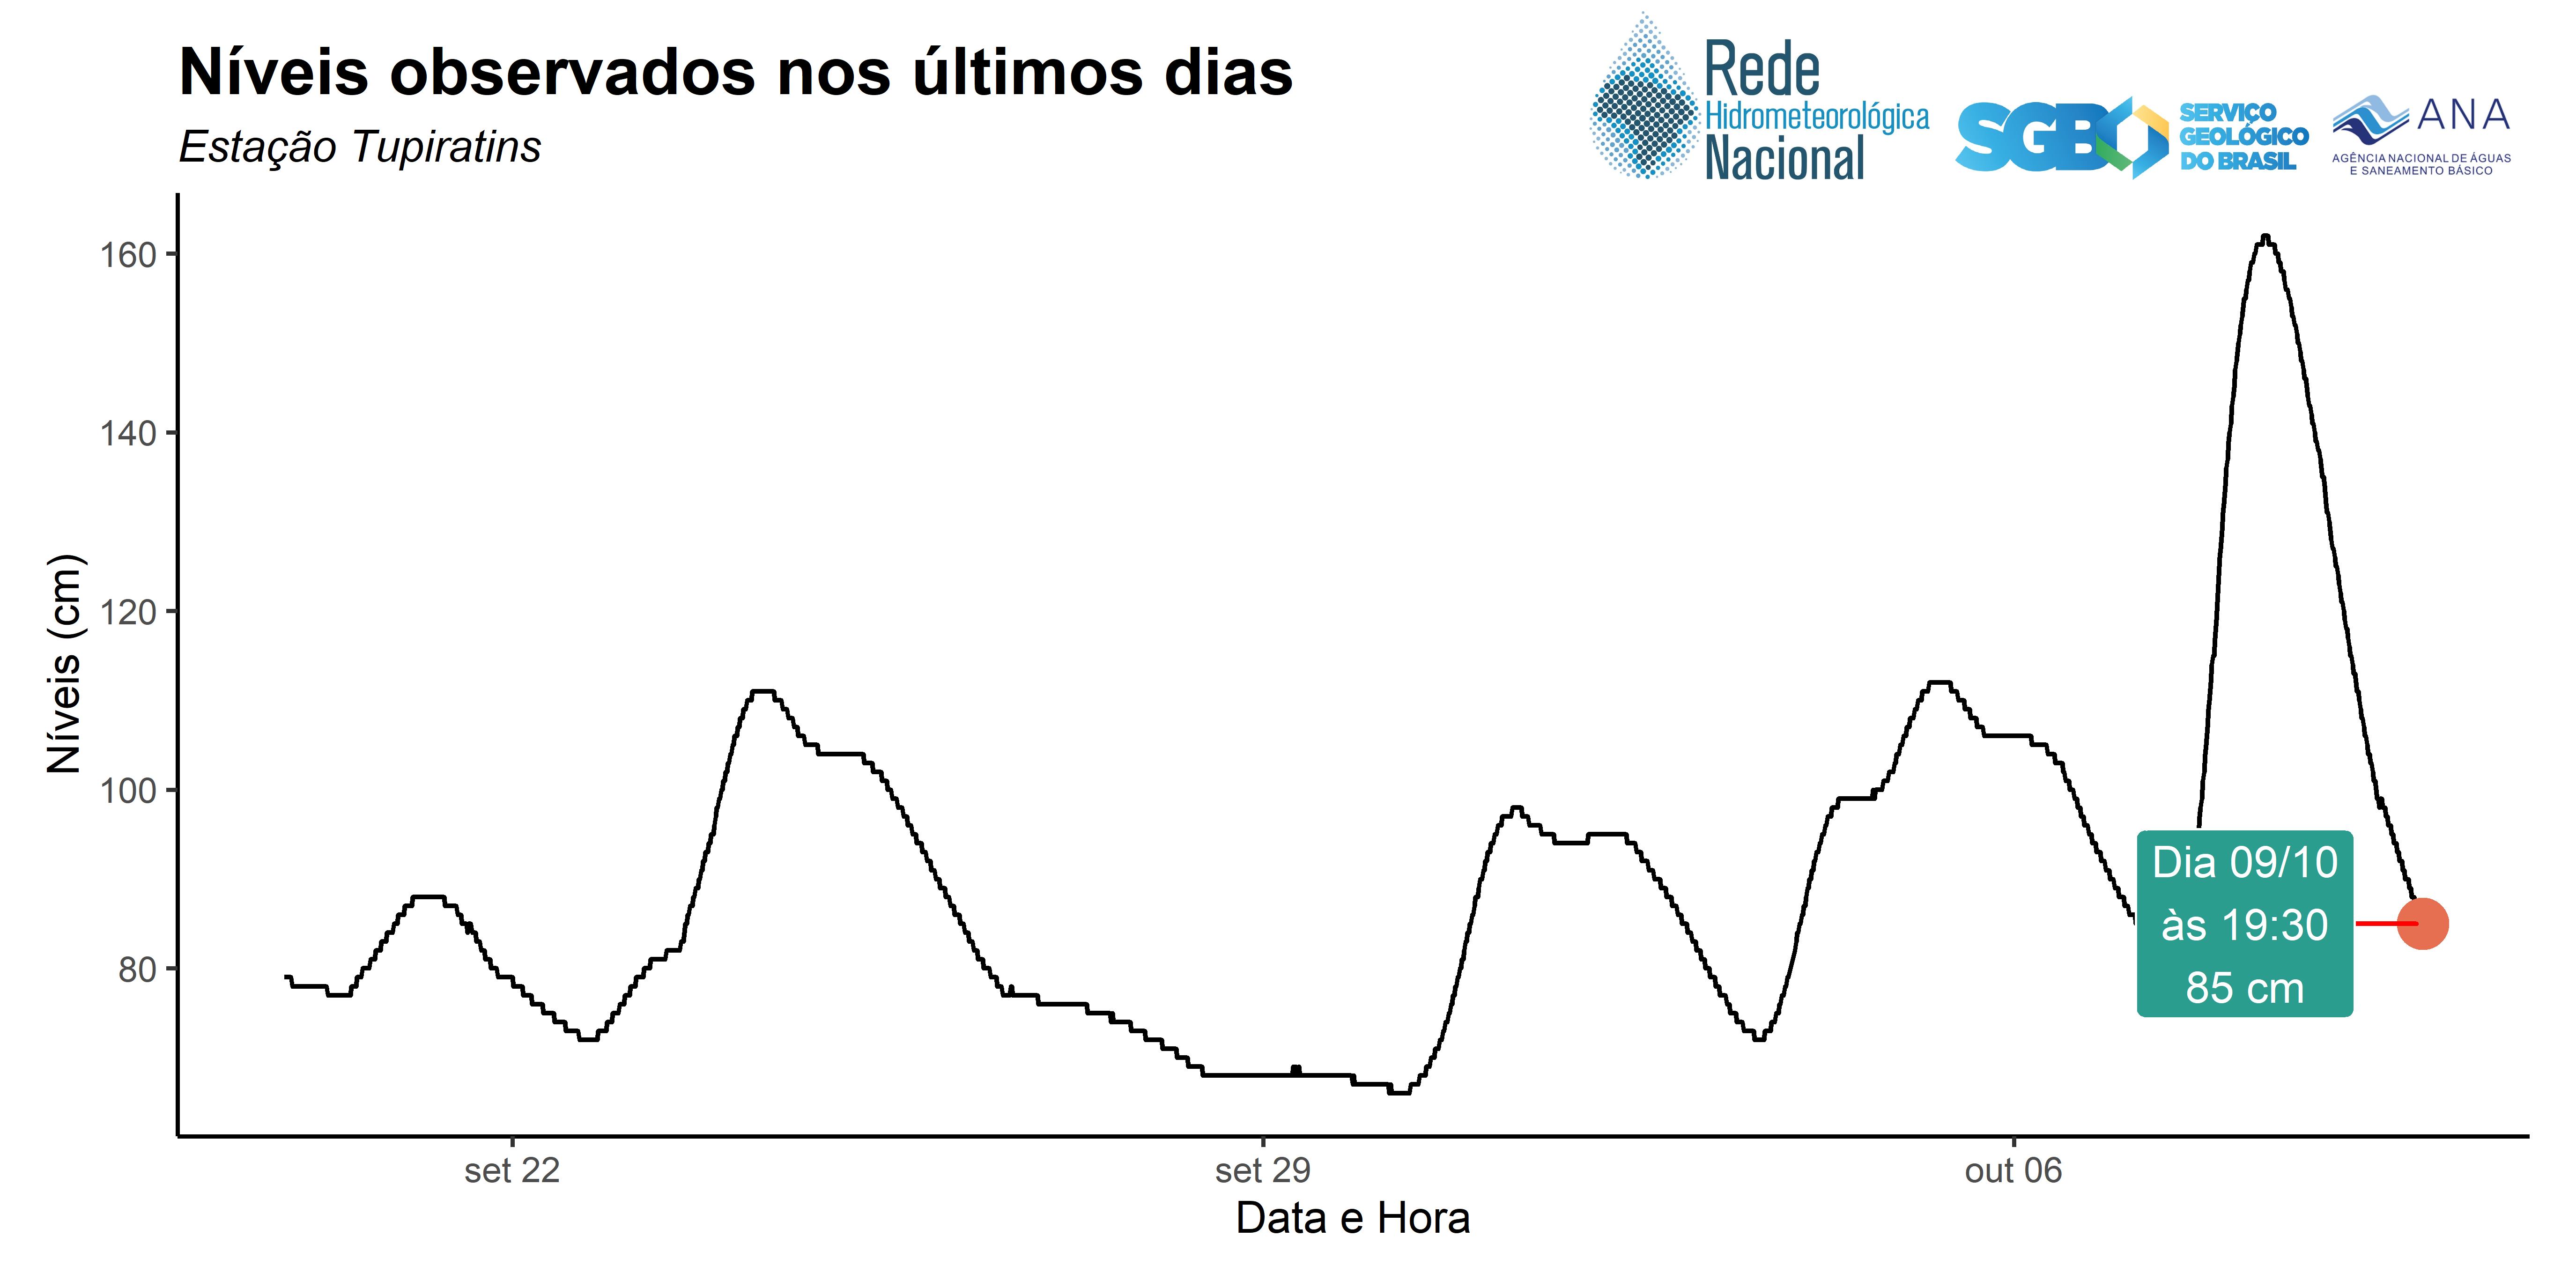 Níveis observados nos últimos dias
Estação Tupiratins
Rede
Hidrometeorológica
Nacional
SGB
SERVIÇO
GEOLÓGICO
DO BRASIL
ANA
AGÊNCIA NACIONAL DE ÁGUAS
E SANEAMENTO BÁSICO
Níveis (cm)
160
140
120
100
80
Dia 09/10
às 19:30
85 cm
set 22
set 29
out 06
Data e Hora